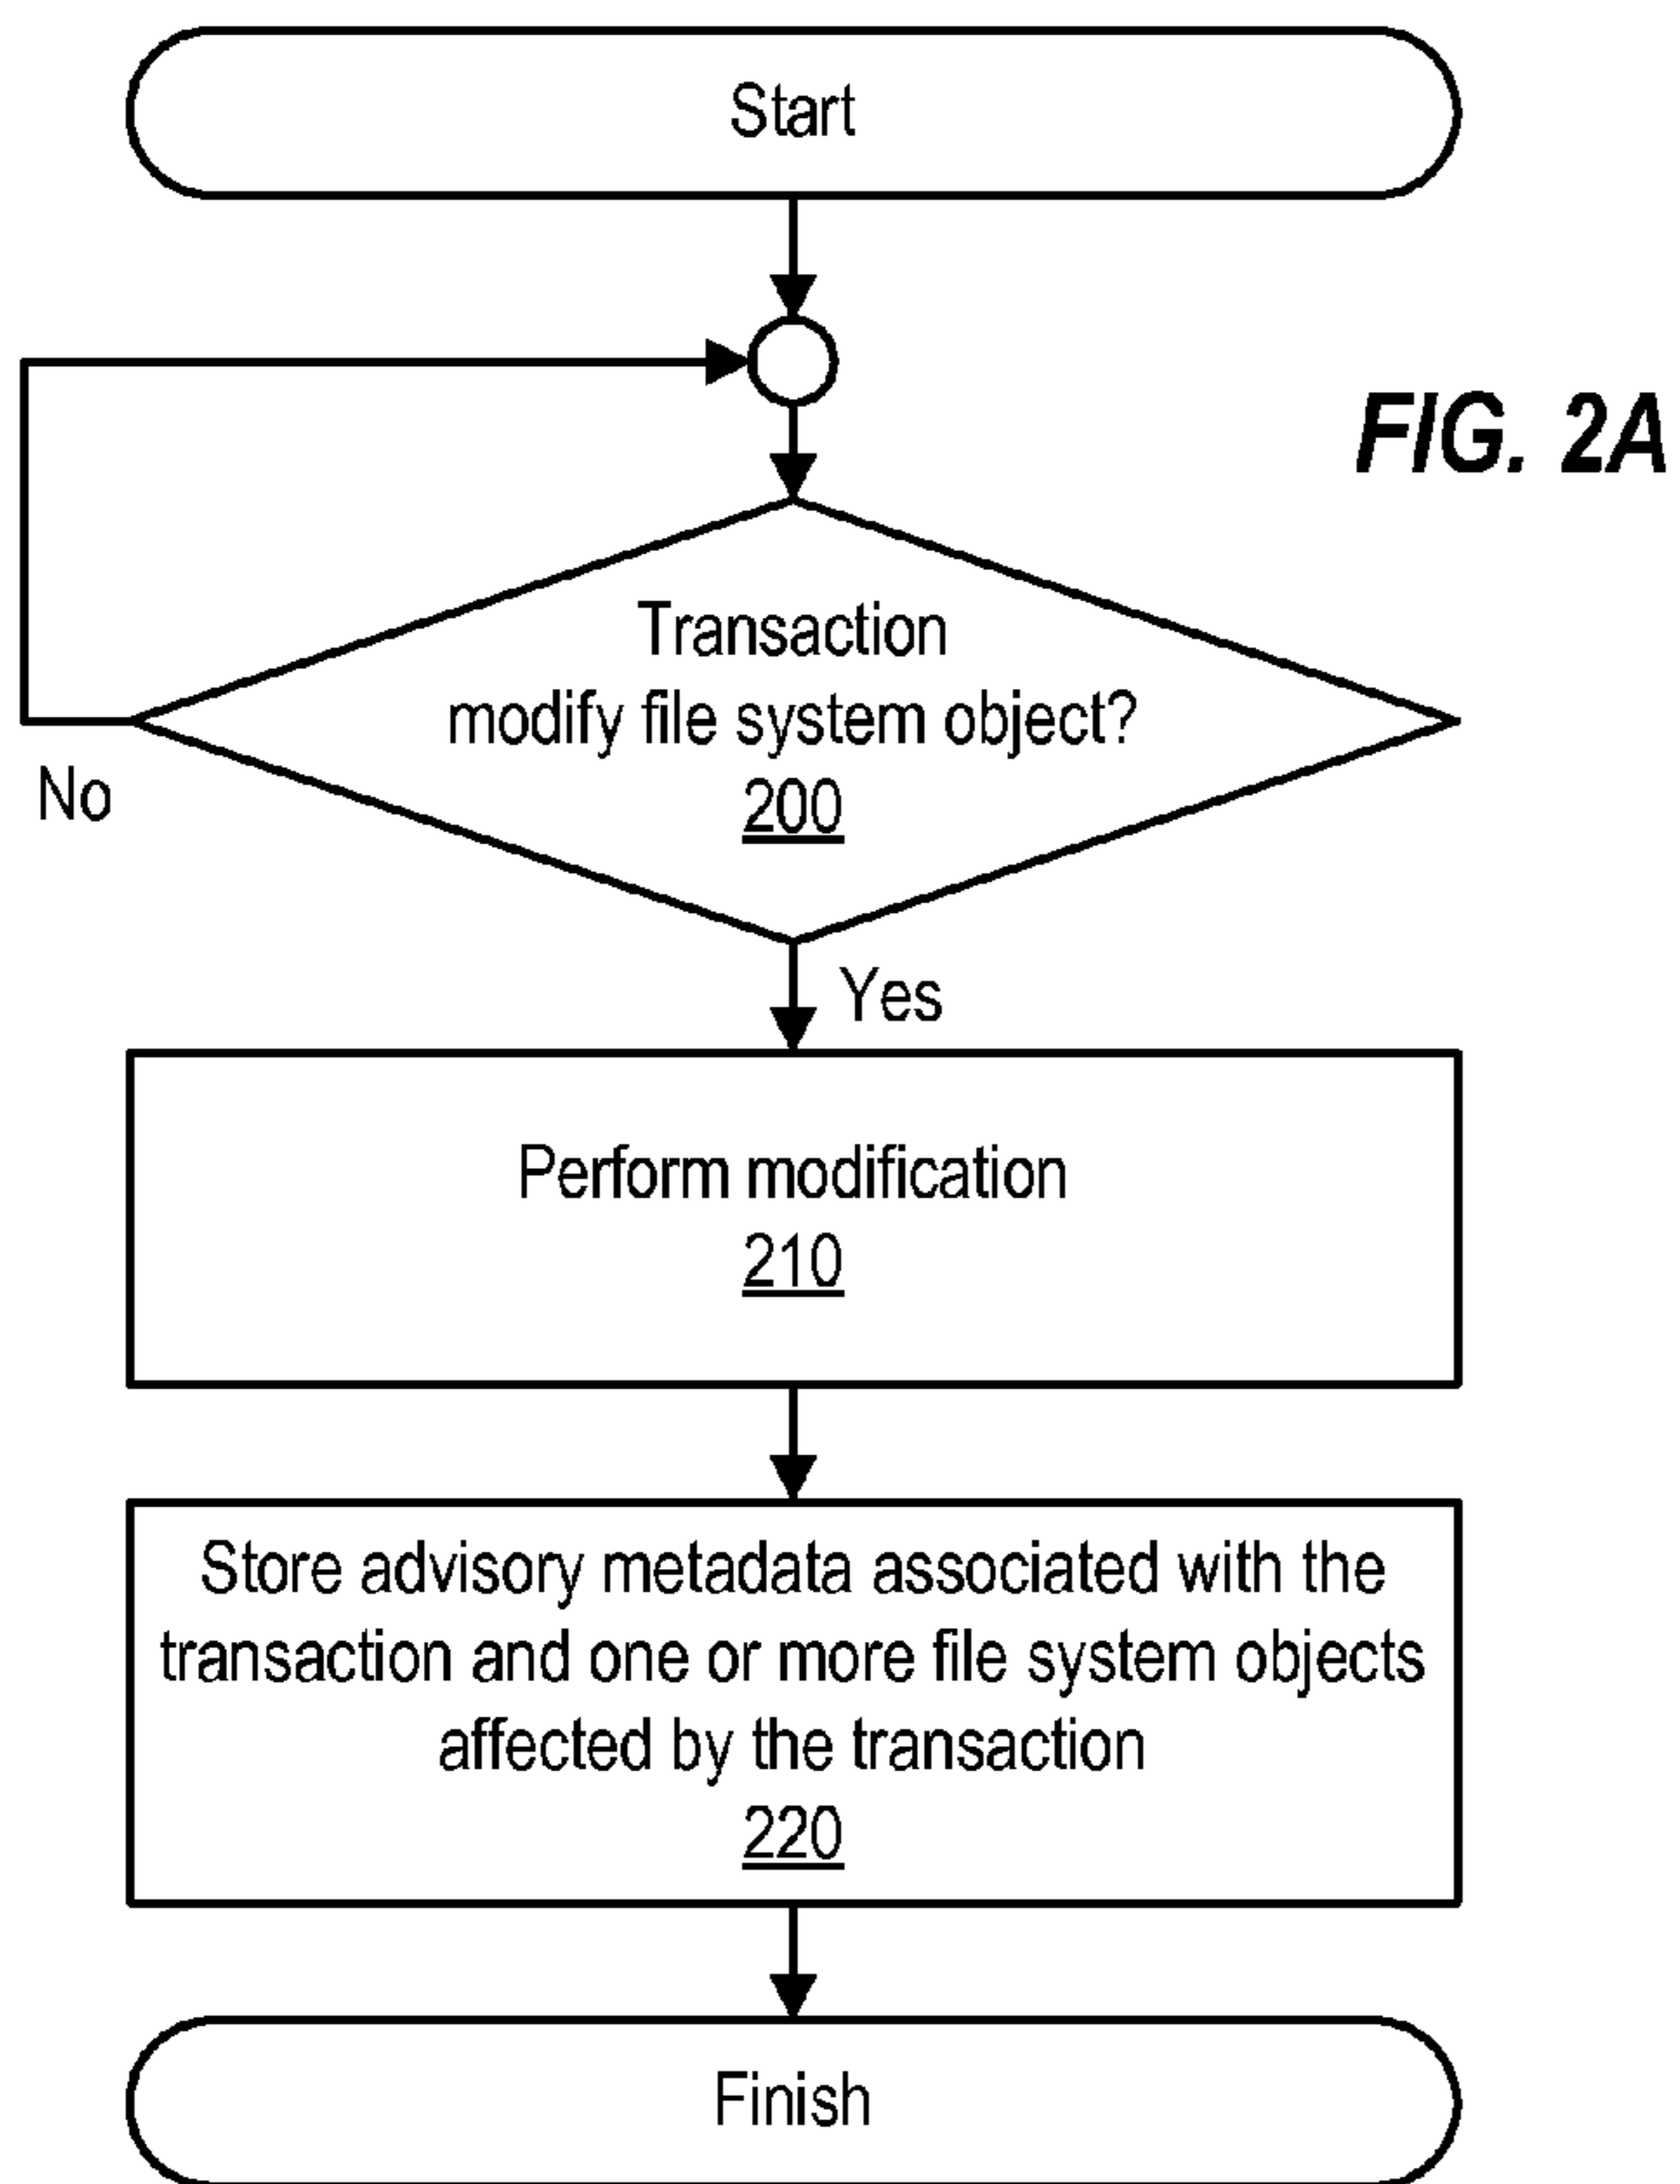 Start
FIG. 2A
Transaction
modify file system object?
200
No
Yes
Perform modification
210
Store advisory metadata associated with the
transaction and one or more file system objects
affected by the transaction
220
Finish